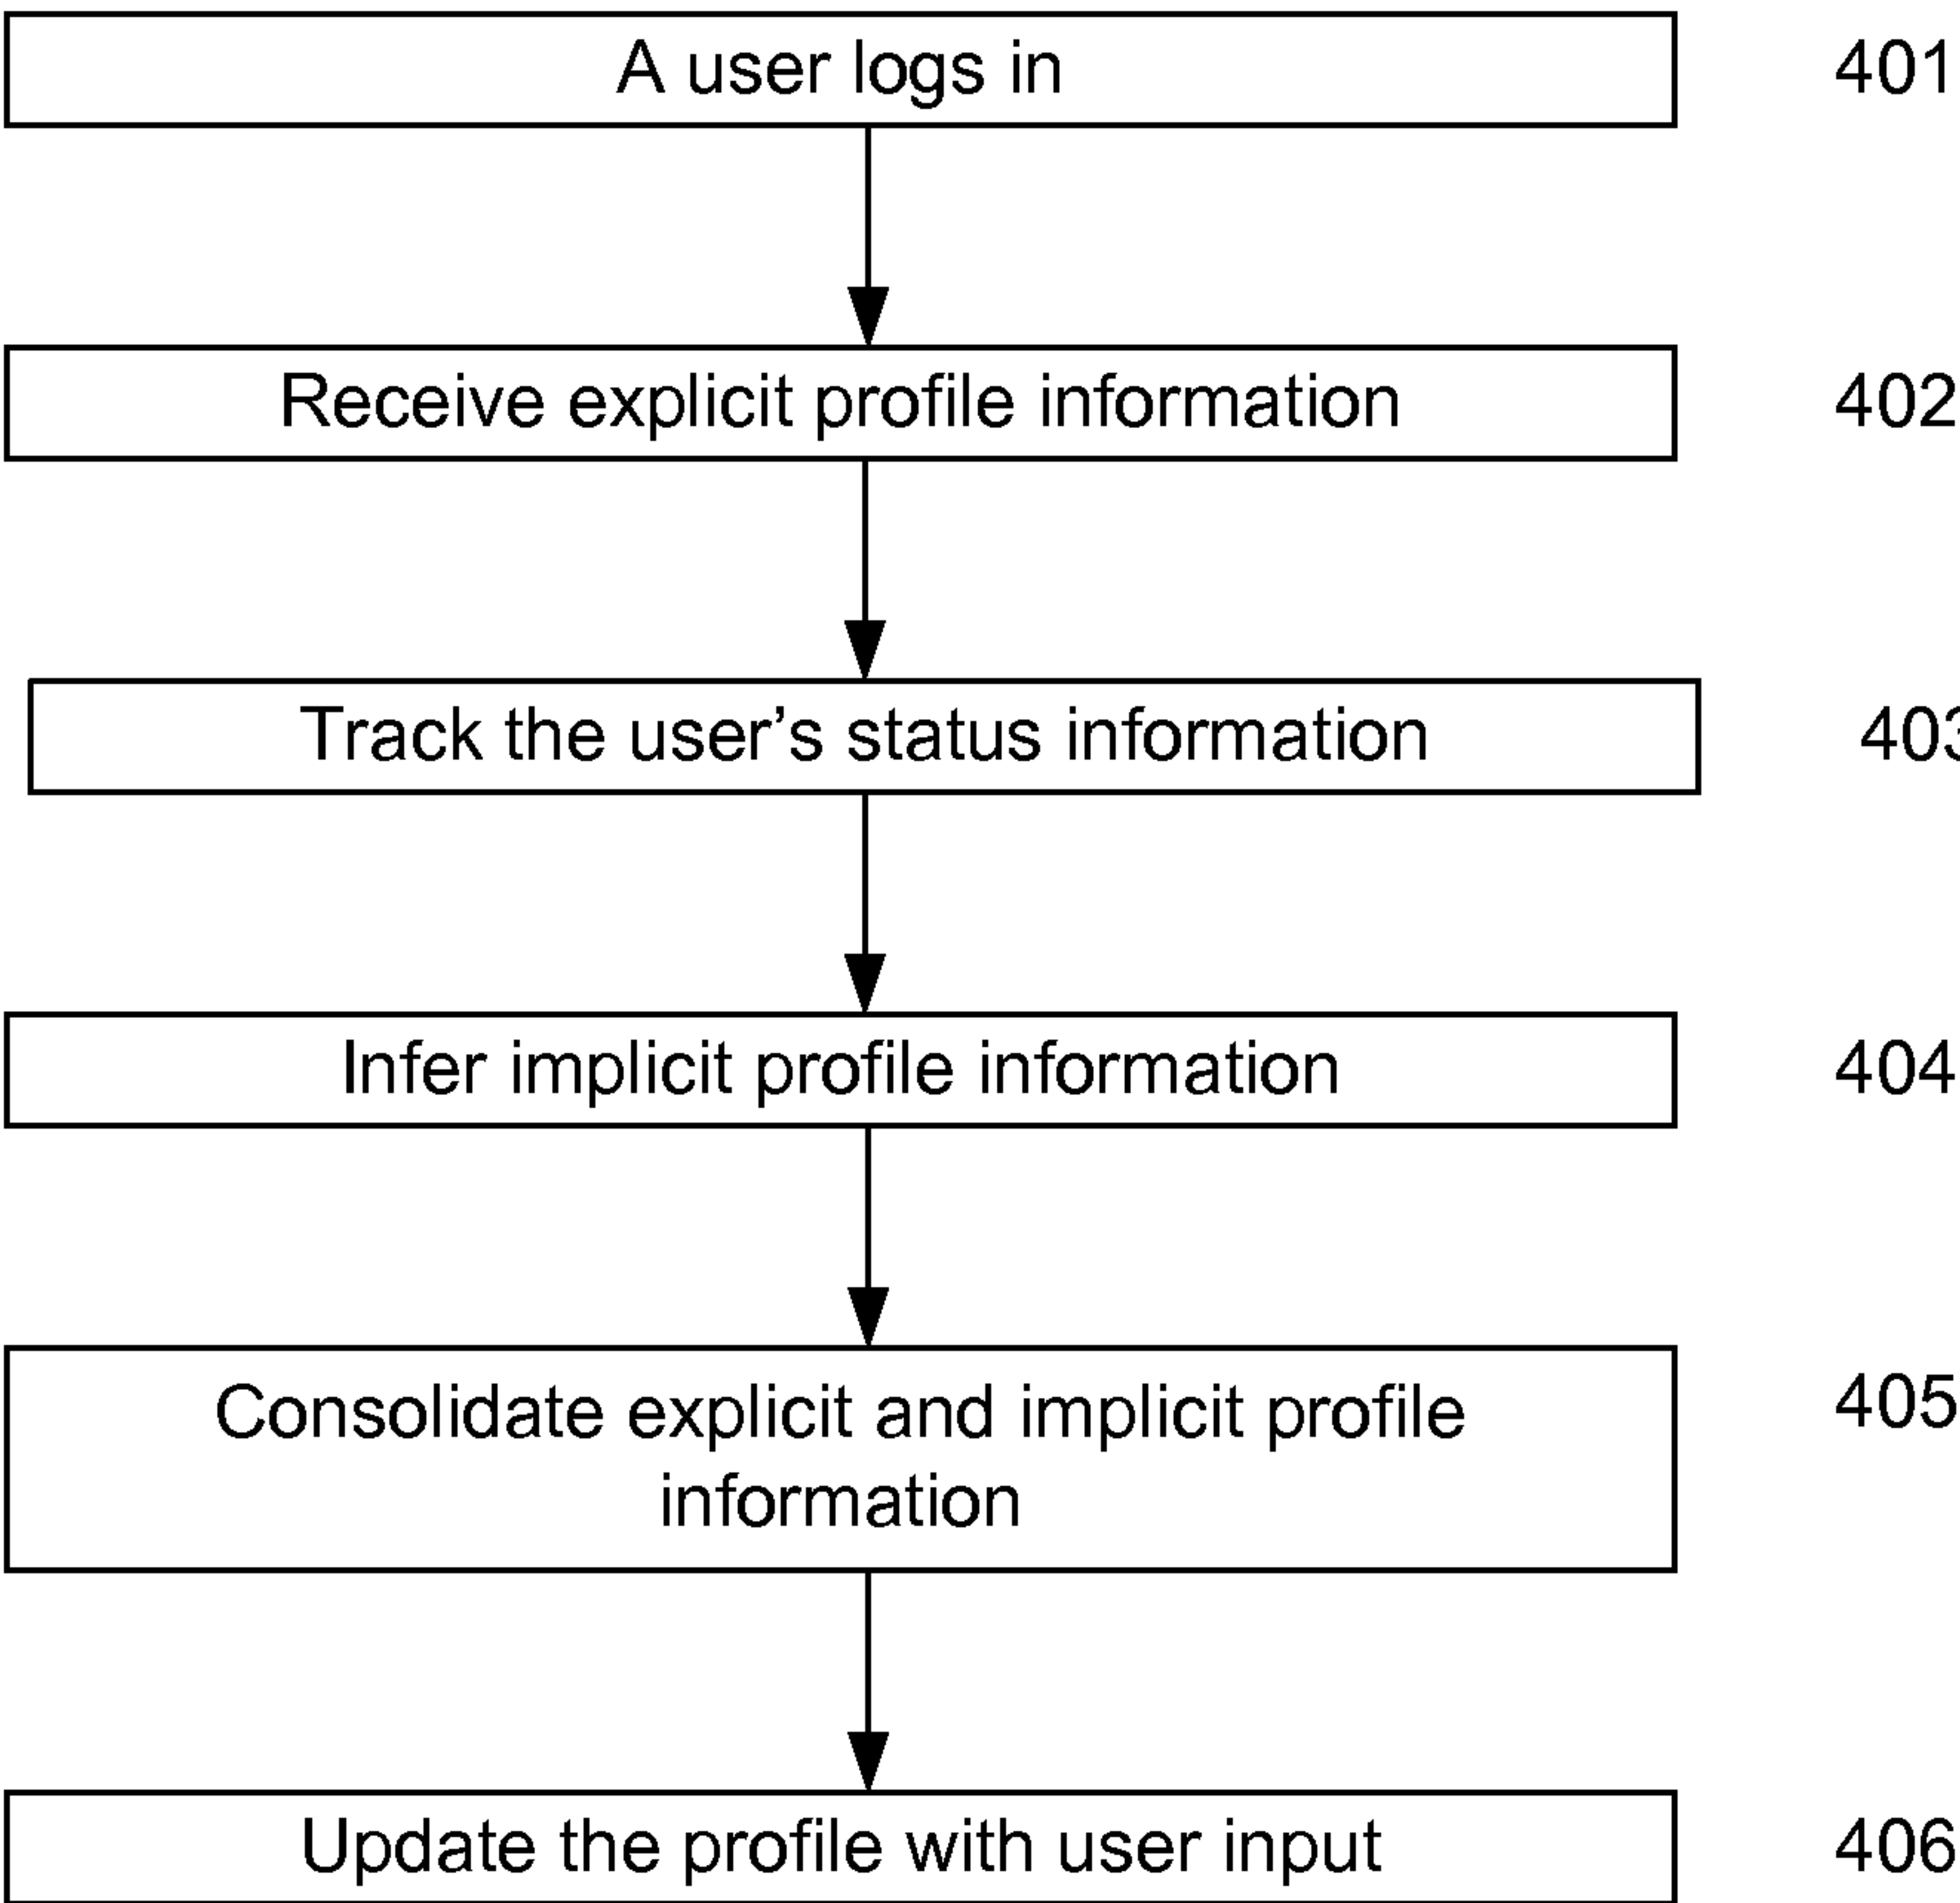 A user logs in 401
Receive explicit profile information 402
Track the user’s status information 403
Infer implicit profile information 404
Consolidate explicit and implicit profile 405
information
Update the profile with user input 406